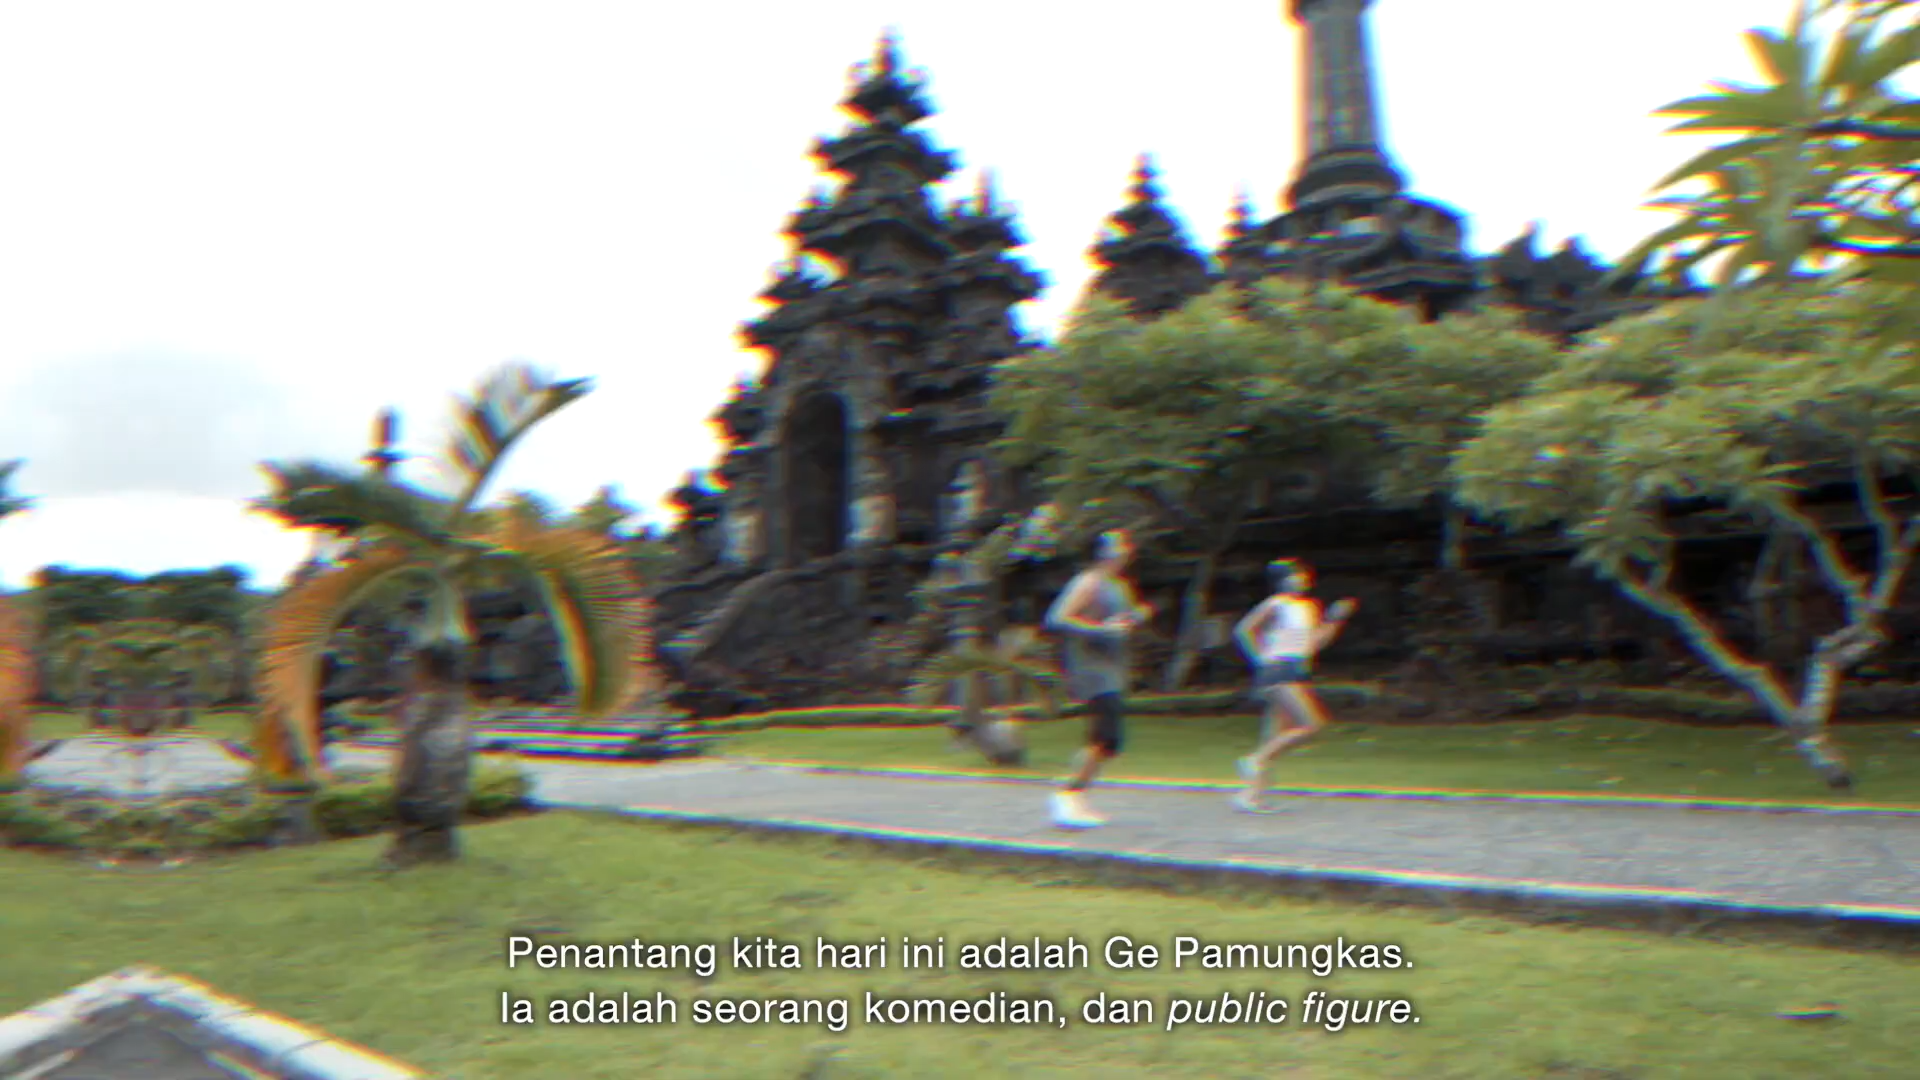 Penantang kita hari ini adalah Ge Pamungkas.
Ia adalah seorang komedian, dan public figure.